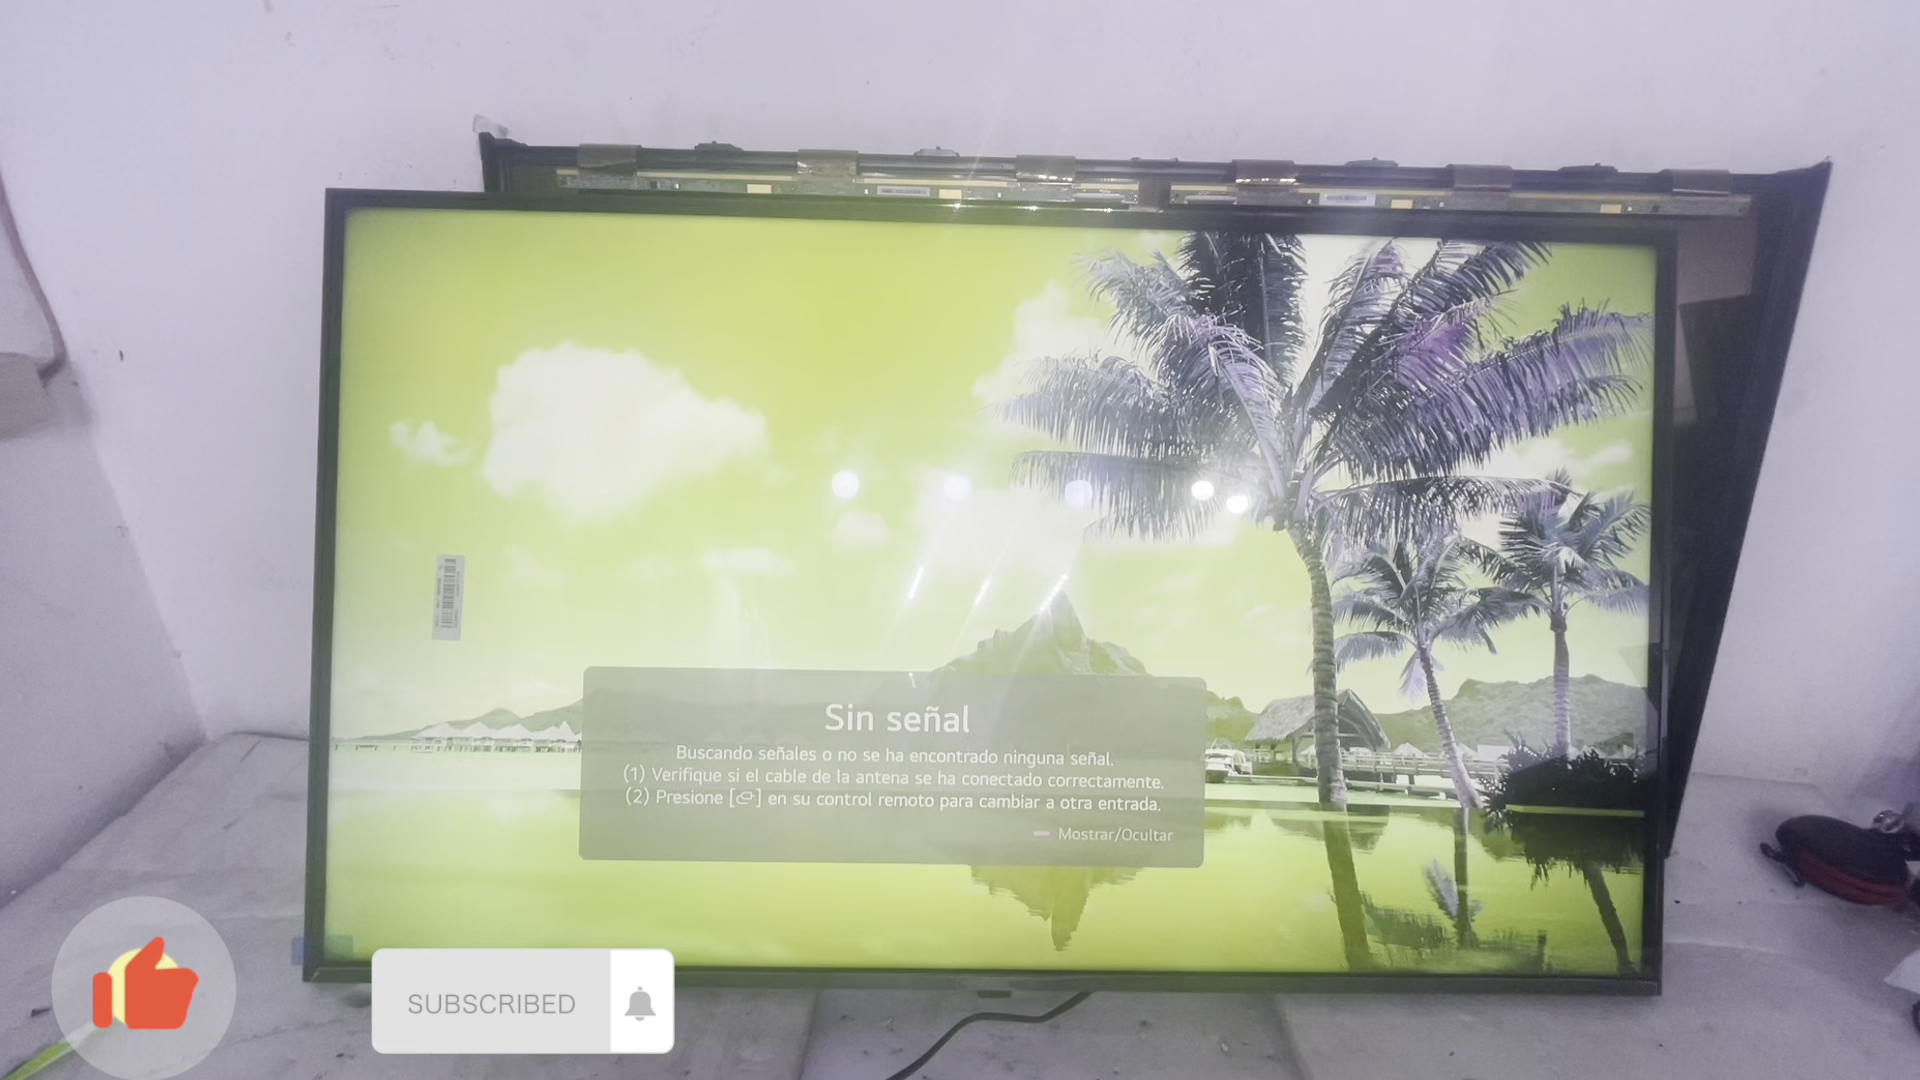 Sin señal
Buscando señales o no se ha encontrado ninguna señal.
(1) Verifique si el cable de la antena se ha conectado correctamente.
(2) Presione [⮔] en su control remoto para cambiar a otra entrada.
Mostrar/Ocultar
SUBSCRIBED